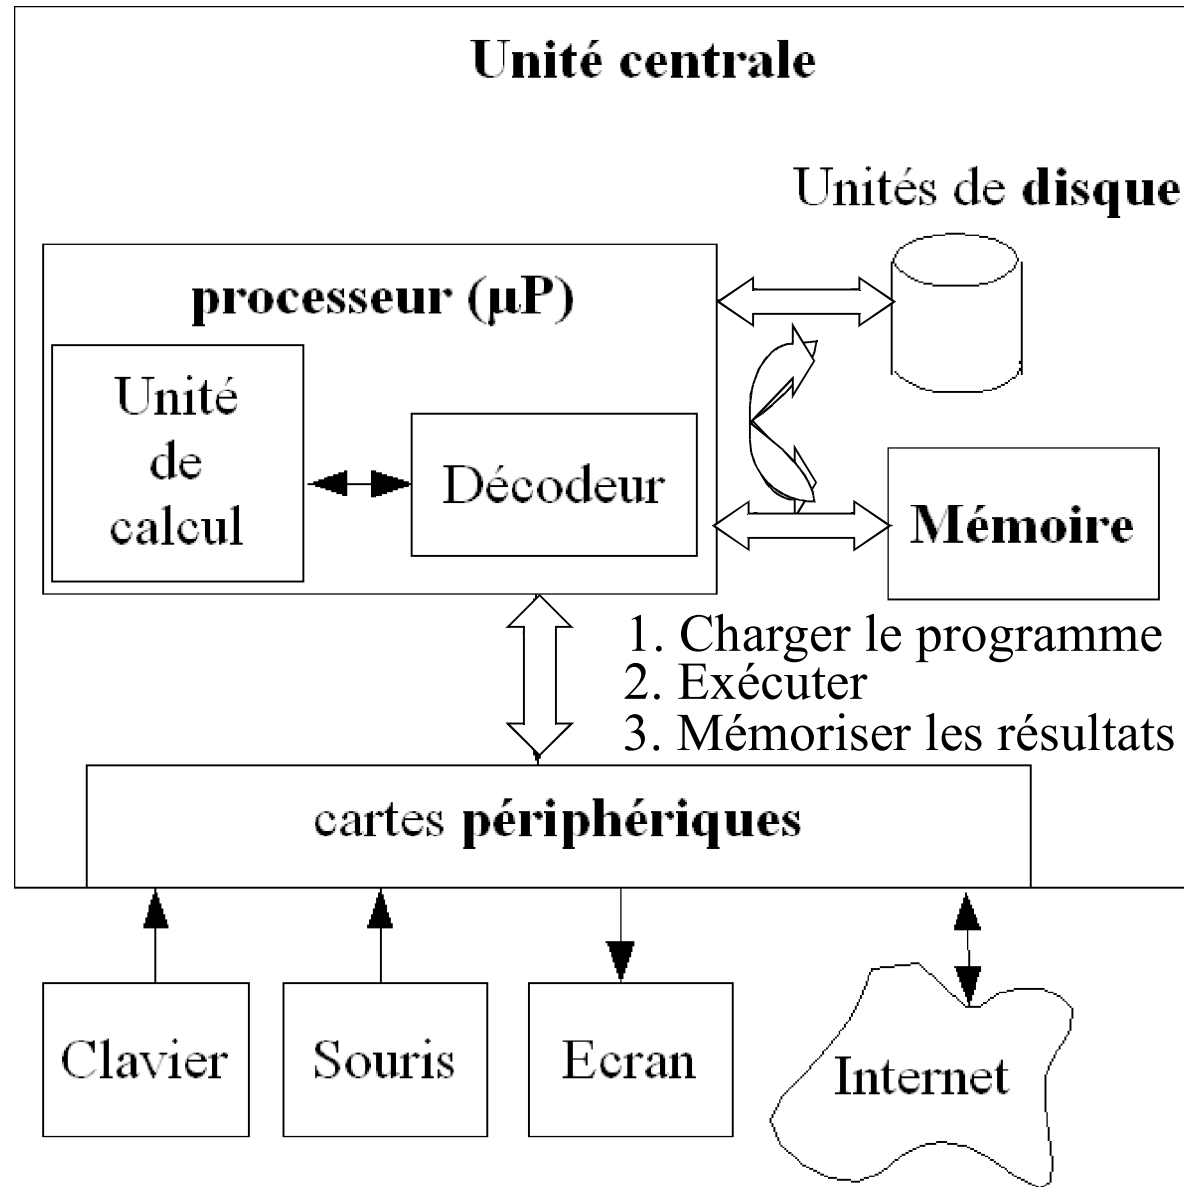 Unité centrale
Unités de disque
processeur (µP)
Unité
de
calcul
Décodeur
Mémoire
1. Charger le programme
2. Exécuter
3. Mémoriser les résultats
cartes périphériques
Clavier
Souris
Ecran
Internet